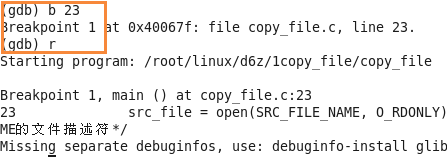 (gdb) b 23
Breakpoint 1 at 0x40067f: file copy_file.c, line 23.
(gdb) r
Starting program: /root/linux/d6z/1copy_file/copy_file
Breakpoint 1, main () at copy_file.c:23
23 src_file = open(SRC_FILE_NAME, O_RDONLY)
ME的文件描述符*/
Missing separate debuginfos, use: debuginfo-install glib